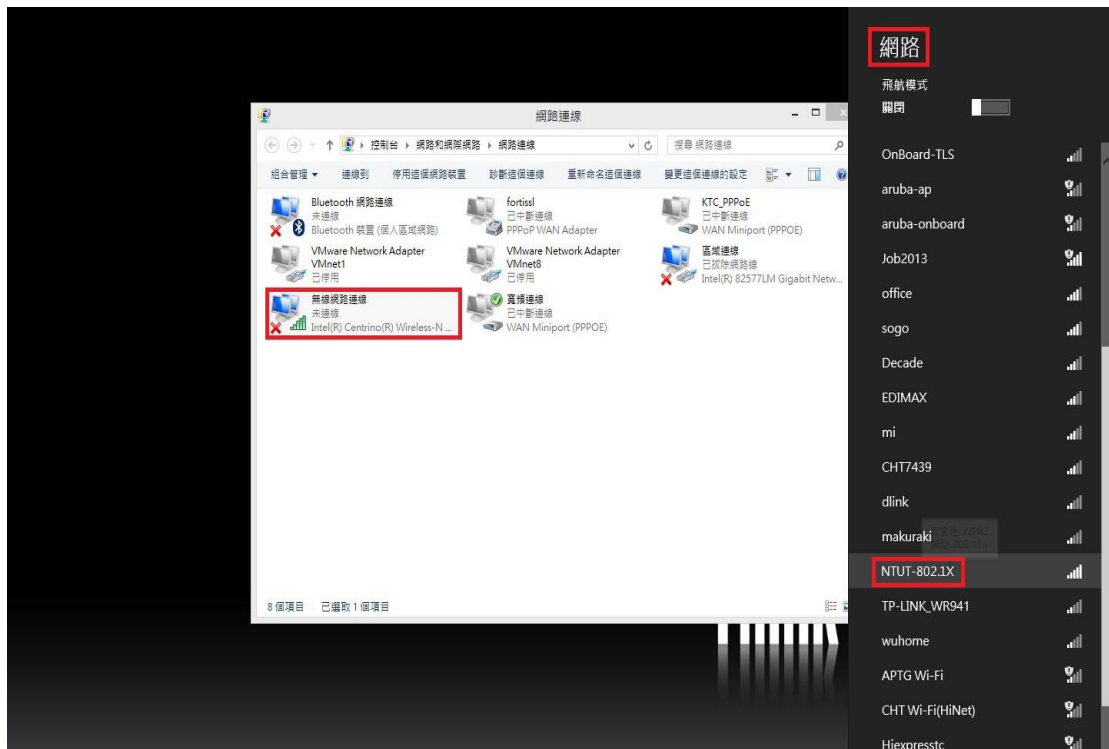 網路連線
控制台 ▸ 網路和網際網路 ▸ 網路連線
搜尋 網路連線
組合管理 ▼ 連線到 停用這個網路裝置 診斷這個連線 重新命名這個連線 變更這個連線的設定
Bluetooth 網路連線
未連線
Bluetooth 裝置 (個人區域網路)
fortissl
已中斷連線
PPPoP WAN Adapter
KTC_PPPoE
已中斷連線
WAN Miniport (PPPOE)
VMware Network Adapter
VMnet1
已停用
VMware Network Adapter
VMnet8
已停用
區域連線
已拔除網路線
Intel(R) 82577LM Gigabit Netw...
無線網路連線
未連線
Intel(R) Centrino(R) Wireless-N ...
寬頻連線
已中斷連線
WAN Miniport (PPPOE)
8 個項目 已選取 1 個項目
網路
飛航模式
關閉
OnBoard-TLS
aruba-ap
aruba-onboard
Job2013
office
sogo
Decade
EDIMAX
mi
CHT7439
dlink
makuraki
NTUT-802.1X
TP-LINK_WR941
wuhome
APTG Wi-Fi
CHT Wi-Fi(HiNet)
Hiexpresstc